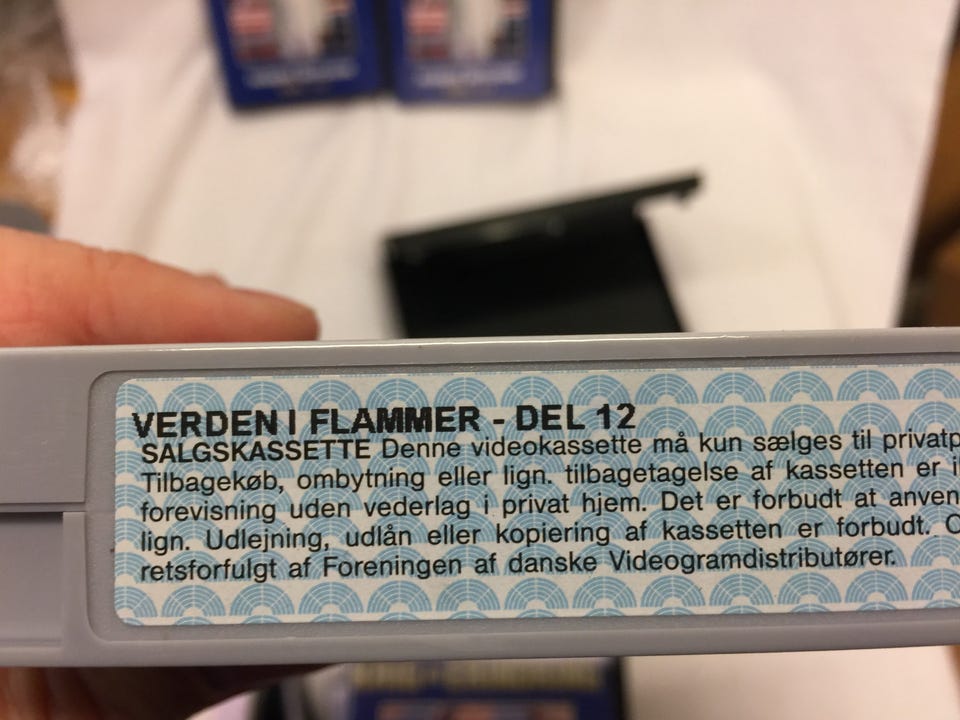 VERDEN I FLAMMER - DEL 12
SALGSKASSETTE Denne videokassette må kun sælges til privatp
Tilbagekøb, ombytning eller lign. tilbagetagelse af kassetten er i
forevisning uden vederlag i privat hjem. Det er forbudt at anven
lign. Udlejning, udlån eller kopiering af kassetten er forbudt. O
retsforfulgt af Foreningen af danske Videogramdistributører.